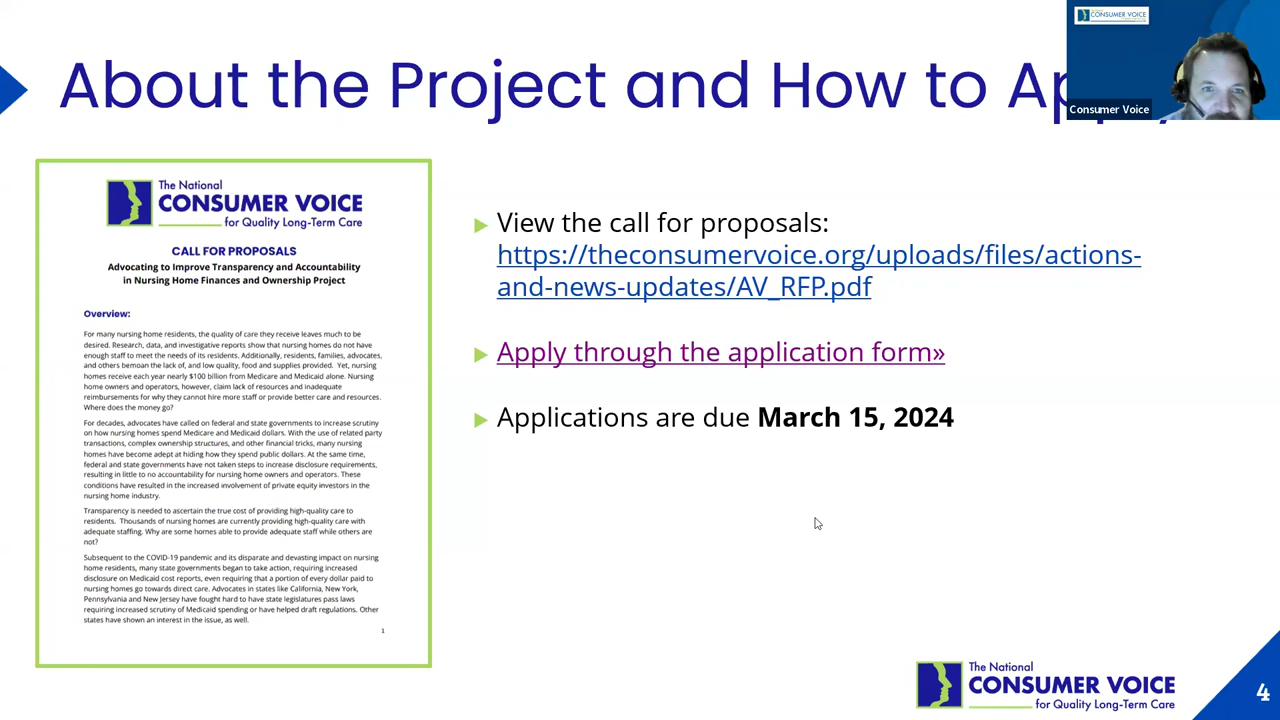 About the Project and How to Ap
CONSUMER VOICE
Consumer Voice
The National
CONSUMER VOICE
for Quality Long-Term Care
CALL FOR PROPOSALS
Advocating to Improve Transparency and Accountability
in Nursing Home Finances and Ownership Project
Overview:
For many nursing home residents, the quality of care they receive leaves much to be
desired. Research, data, and investigative reports show that nursing homes do not have
enough staff to meet the needs of its residents. Additionally, residents, families, advocates,
and others bemoan the lack of, and low quality, food and supplies provided. Yet, nursing
homes receive each year nearly $100 billion from Medicare and Medicaid alone. Nursing
home owners and operators, however, claim lack of resources and inadequate
reimbursements for why they cannot hire more staff or provide better care and resources.
Where does the money go?
For decades, advocates have called on federal and state governments to increase scrutiny
on how nursing homes spend Medicare and Medicaid dollars. With the use of related party
transactions, complex ownership structures, and other financial tricks, many nursing
homes have become adept at hiding how they spend public dollars. At the same time,
federal and state governments have not taken steps to increase disclosure requirements,
resulting in little to no accountability for nursing home owners and operators. These
conditions have resulted in the increased involvement of private equity investors in the
nursing home industry.
Transparency is needed to ascertain the true cost of providing high-quality care to
residents. Thousands of nursing homes are currently providing high-quality care with
adequate staffing. Why are some homes able to provide adequate staff while others are
not?
Subsequent to the COVID-19 pandemic and its disparate and devasting impact on nursing
home residents, many state governments began to take action, requiring increased
disclosure on Medicaid cost reports, even requiring that a portion of every dollar paid to
nursing homes go towards direct care. Advocates in states like California, New York,
Pennsylvania and New Jersey have fought hard to have state legislatures pass laws
requiring increased scrutiny of Medicaid spending or have helped draft regulations. Other
states have shown an interest in the issue, as well.
1
View the call for proposals:
https://theconsumervoice.org/uploads/files/actions-
and-news-updates/AV_RFP.pdf
Apply through the application form»
Applications are due March 15, 2024
The National
CONSUMER VOICE
for Quality Long-Term Care
4